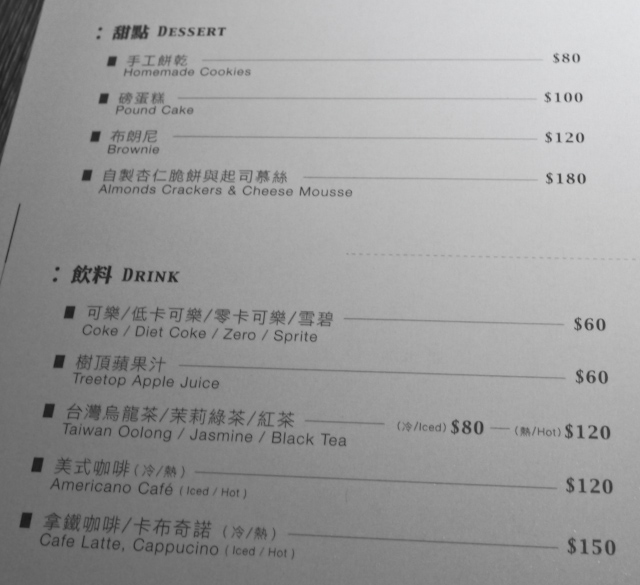 : 甜點 DESSERT
■ 手工餅乾 $80
Homemade Cookies
■ 磅蛋糕 $100
Pound Cake
■ 布朗尼 $120
Brownie
■ 自製杏仁脆餅與起司慕絲 $180
Almonds Crackers & Cheese Mousse
: 飲料 DRINK
■ 可樂/低卡可樂/零卡可樂/雪碧 $60
Coke / Diet Coke / Zero / Sprite
■ 樹頂蘋果汁 $60
Treetop Apple Juice
■ 台灣烏龍茶/茉莉綠茶/紅茶 (冷/Iced) $80 — (熱/Hot) $120
Taiwan Oolong / Jasmine / Black Tea
■ 美式咖啡(冷/熱) $120
Americano Café ( Iced / Hot )
■ 拿鐵咖啡/卡布奇諾 (冷/熱) $150
Cafe Latte, Cappucino ( Iced / Hot )